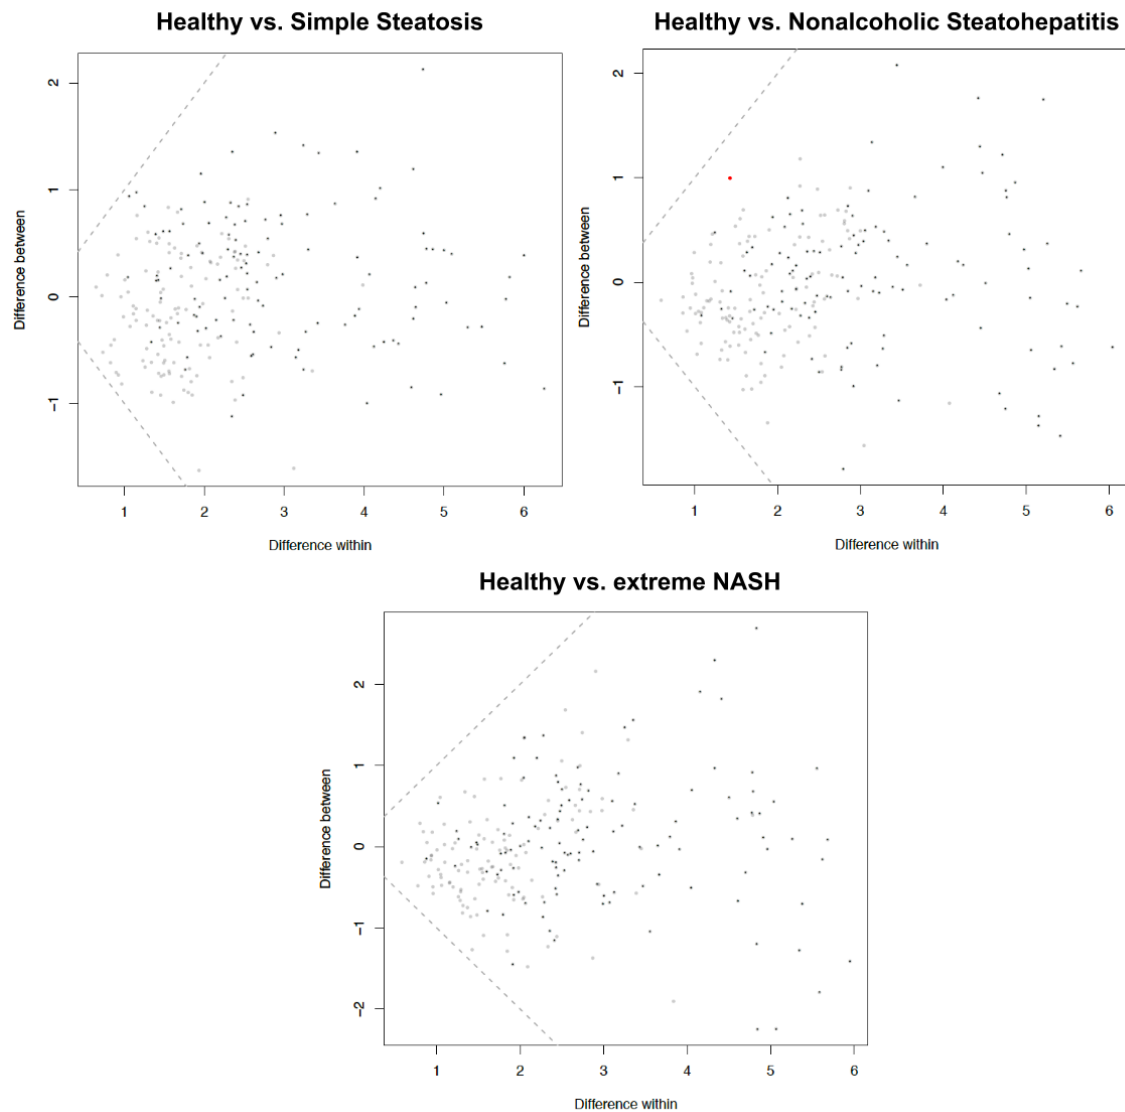 Healthy vs. Simple Steatosis
2
1
0
−1
Difference between
1 2 3 4 5 6
Difference within
Healthy vs. Nonalcoholic Steatohepatitis
2
1
0
−1
Difference between
1 2 3 4 5 6
Difference within
Healthy vs. extreme NASH
2
1
0
−1
−2
Difference between
1 2 3 4 5 6
Difference within